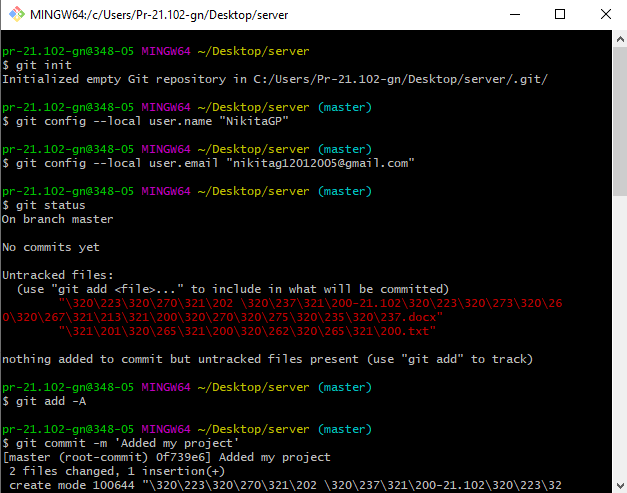 MINGW64:/c/Users/Pr-21.102-gn/Desktop/server
pr-21.102-gn@348-05 MINGW64 ~/Desktop/server
$ git init
Initialized empty Git repository in C:/Users/Pr-21.102-gn/Desktop/server/.git/
pr-21.102-gn@348-05 MINGW64 ~/Desktop/server (master)
$ git config --local user.name "NikitaGP"
pr-21.102-gn@348-05 MINGW64 ~/Desktop/server (master)
$ git config --local user.email "nikitag12012005@gmail.com"
pr-21.102-gn@348-05 MINGW64 ~/Desktop/server (master)
$ git status
On branch master
No commits yet
Untracked files:
(use "git add <file>..." to include in what will be committed)
"\320\223\320\270\321\202 \320\237\321\200-21.102\320\223\320\273\320\26
0\320\267\321\213\321\200\320\270\320\275\320\235\320\237.docx"
"\321\201\320\265\321\200\320\262\320\265\321\200.txt"
nothing added to commit but untracked files present (use "git add" to track)
pr-21.102-gn@348-05 MINGW64 ~/Desktop/server (master)
$ git add -A
pr-21.102-gn@348-05 MINGW64 ~/Desktop/server (master)
$ git commit -m 'Added my project'
[master (root-commit) 0f739e6] Added my project
2 files changed, 1 insertion(+)
create mode 100644 "\320\223\320\270\321\202 \320\237\321\200-21.102\320\223\32